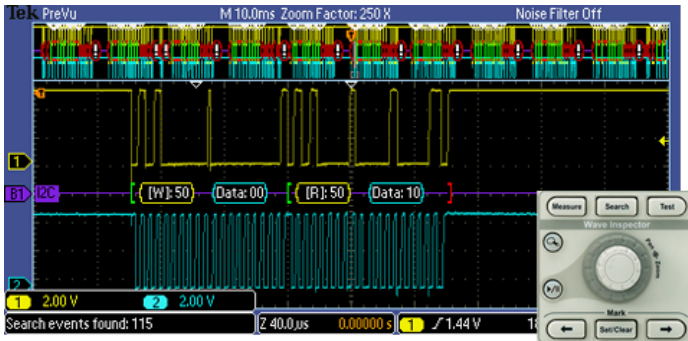 Tek PreVu M 10.0ms Zoom Factor: 250 X Noise Filter Off
1
B1 I2C [W]: 50 Data: 00 [R]: 50 Data: 10
2
1 2.00 V 2 2.00 V
Search events found: 115 Z 40.0µs 0.00000 s 1 1.44 V 18
Measure Search Test
Wave Inspector
Pan Zoom
Mark
Set/Clear